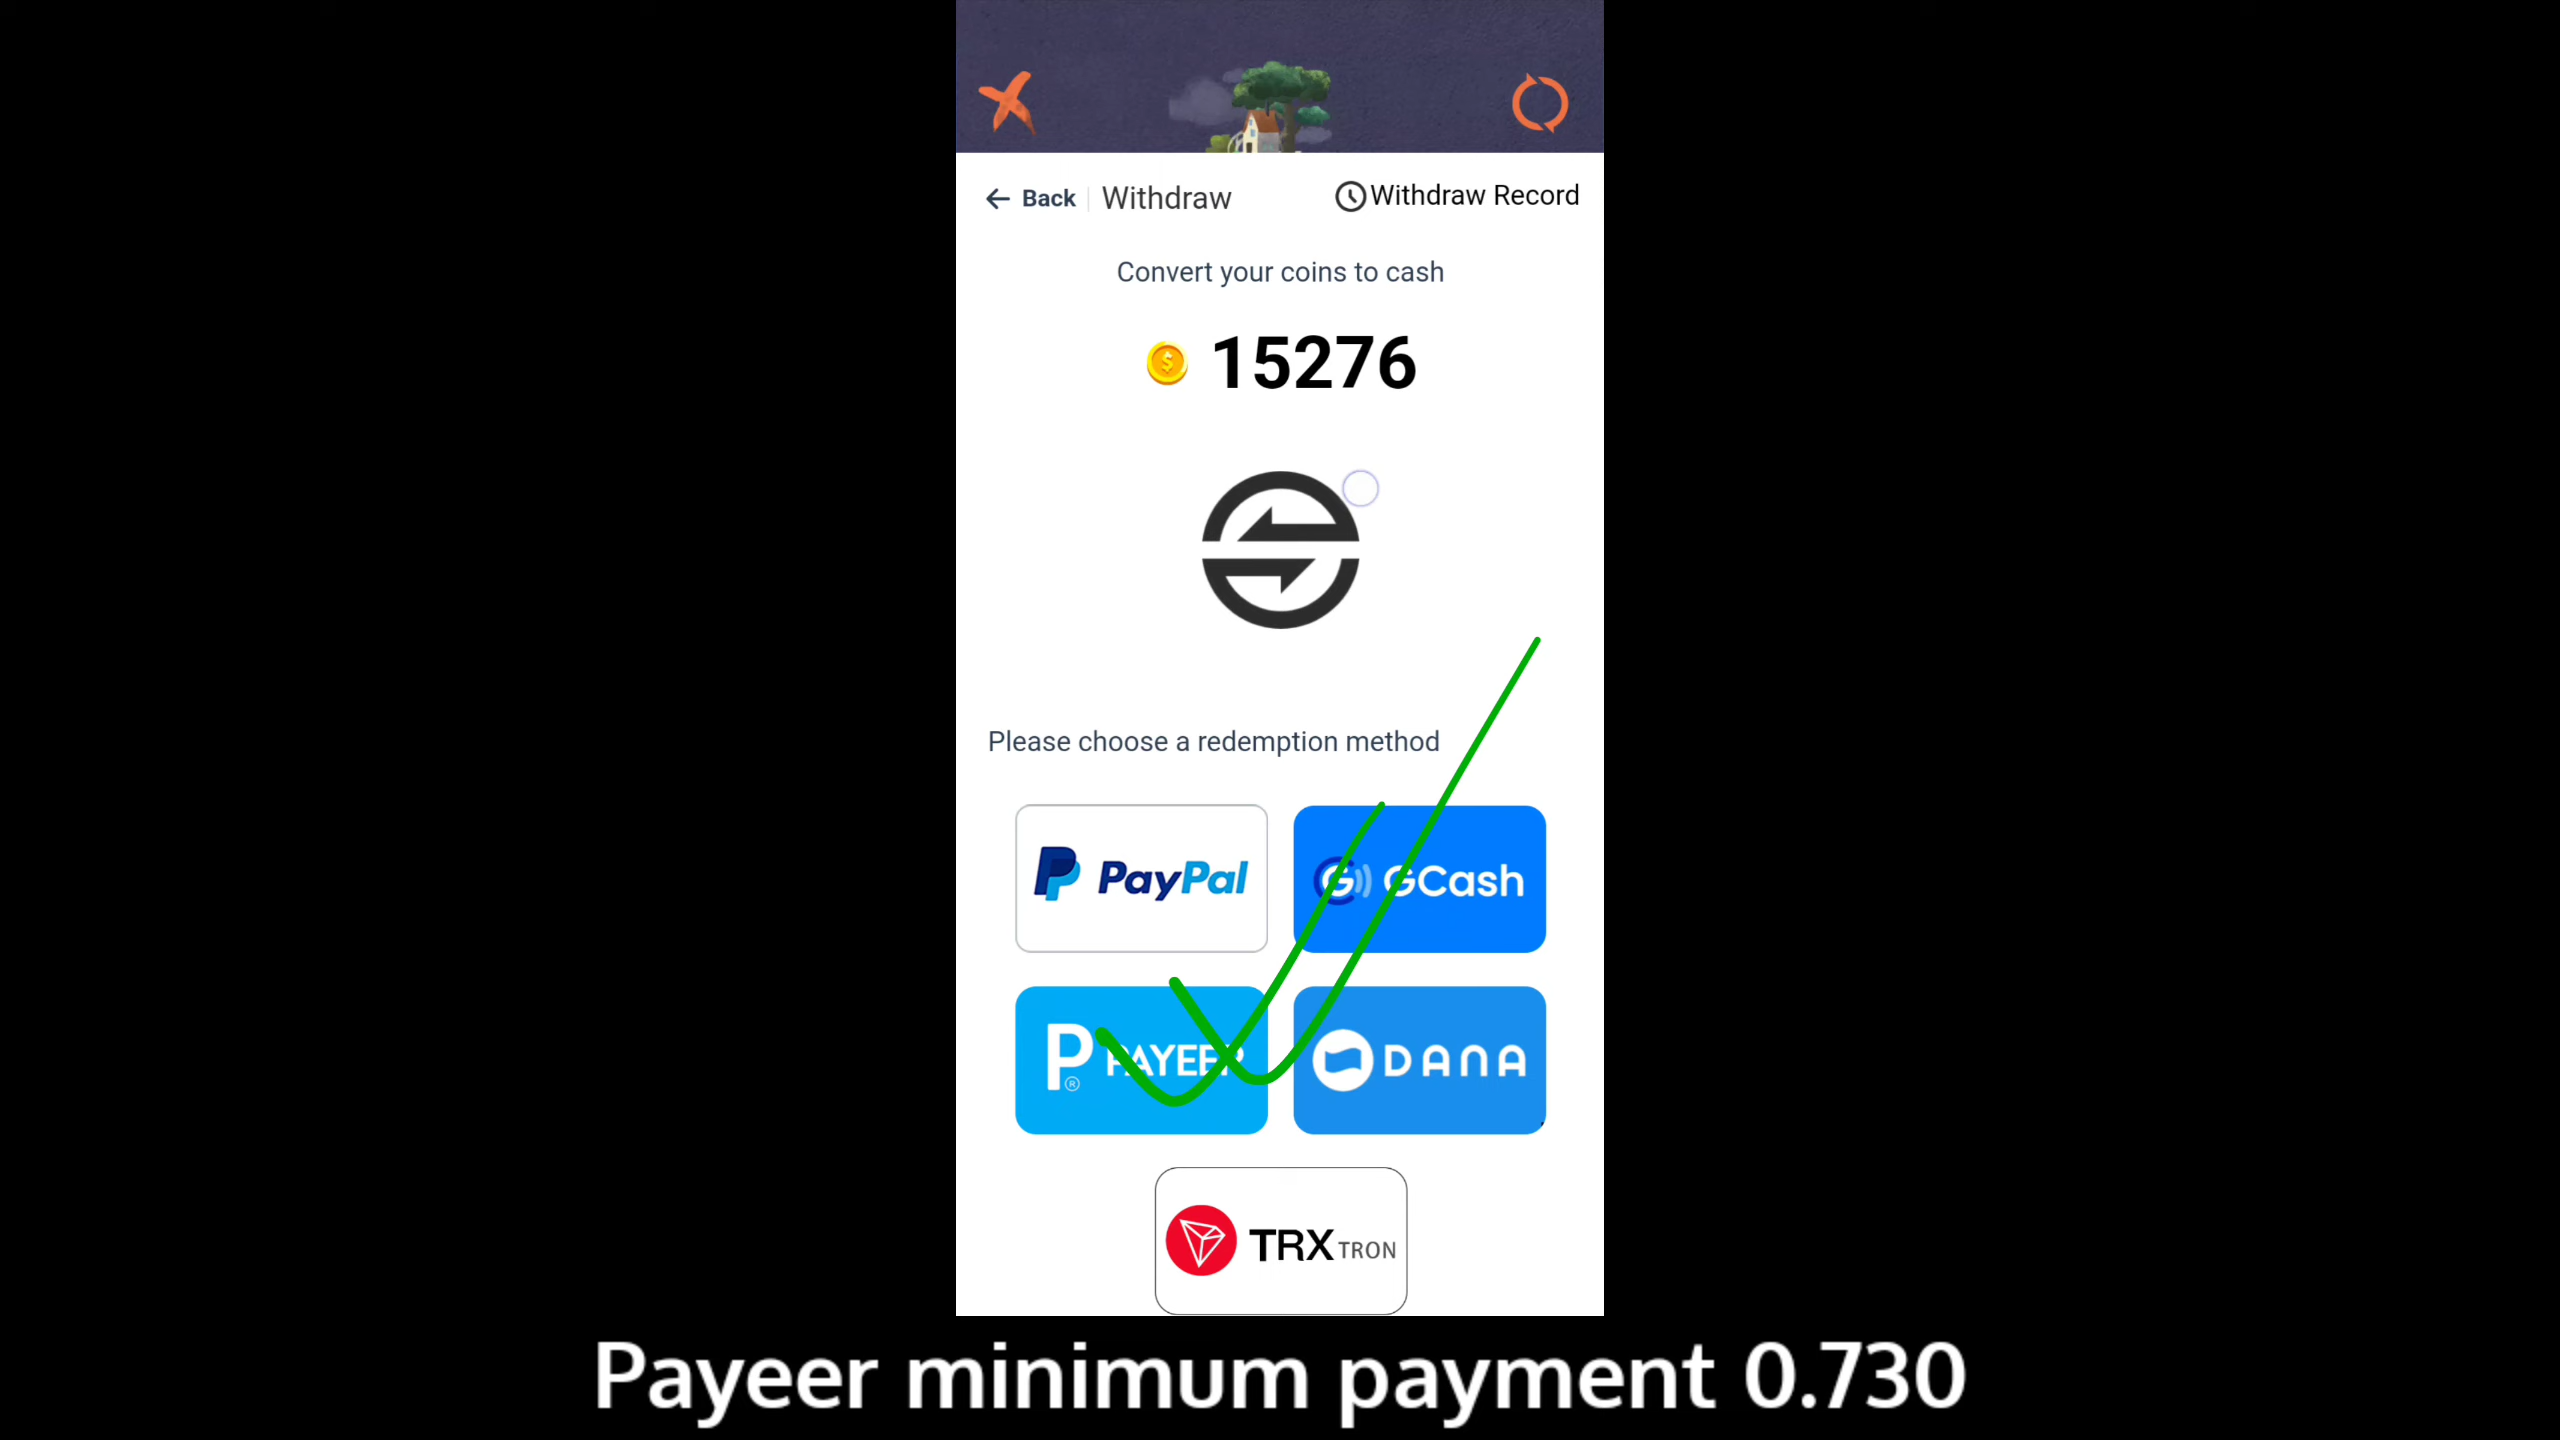 Back
Withdraw
Withdraw Record
Convert your coins to cash
15276
Please choose a redemption method
PayPal
GCash
PAYEER
DANA
TRX TRON
Payeer minimum payment 0.730